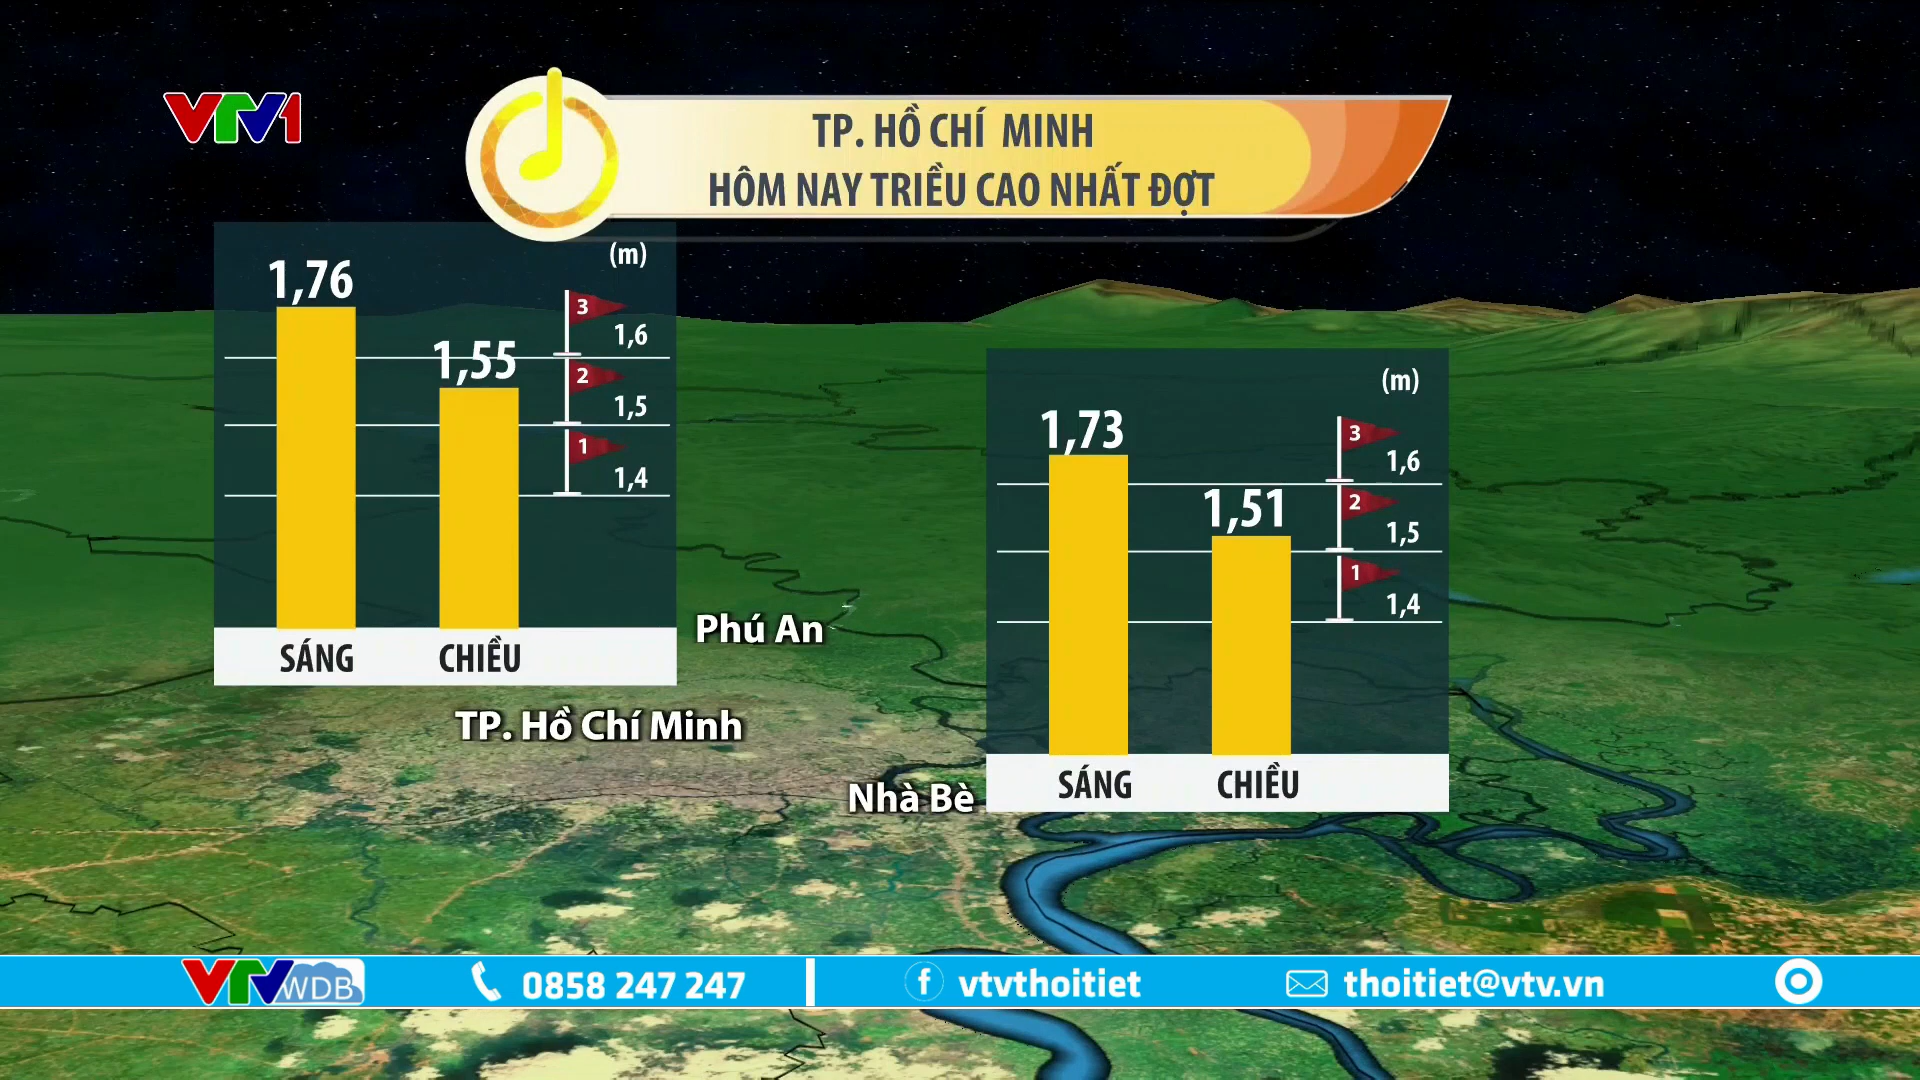 VTV1
TP. HỒ CHÍ MINH
HÔM NAY TRIỀU CAO NHẤT ĐỢT
(m)
1,76
1,55
3
1,6
2
1,5
1
1,4
SÁNG
CHIỀU
Phú An
TP. Hồ Chí Minh
(m)
1,73
1,51
3
1,6
2
1,5
1
1,4
SÁNG
CHIỀU
Nhà Bè
VTV WDB
0858 247 247
vtvthoitiet
thoitiet@vtv.vn